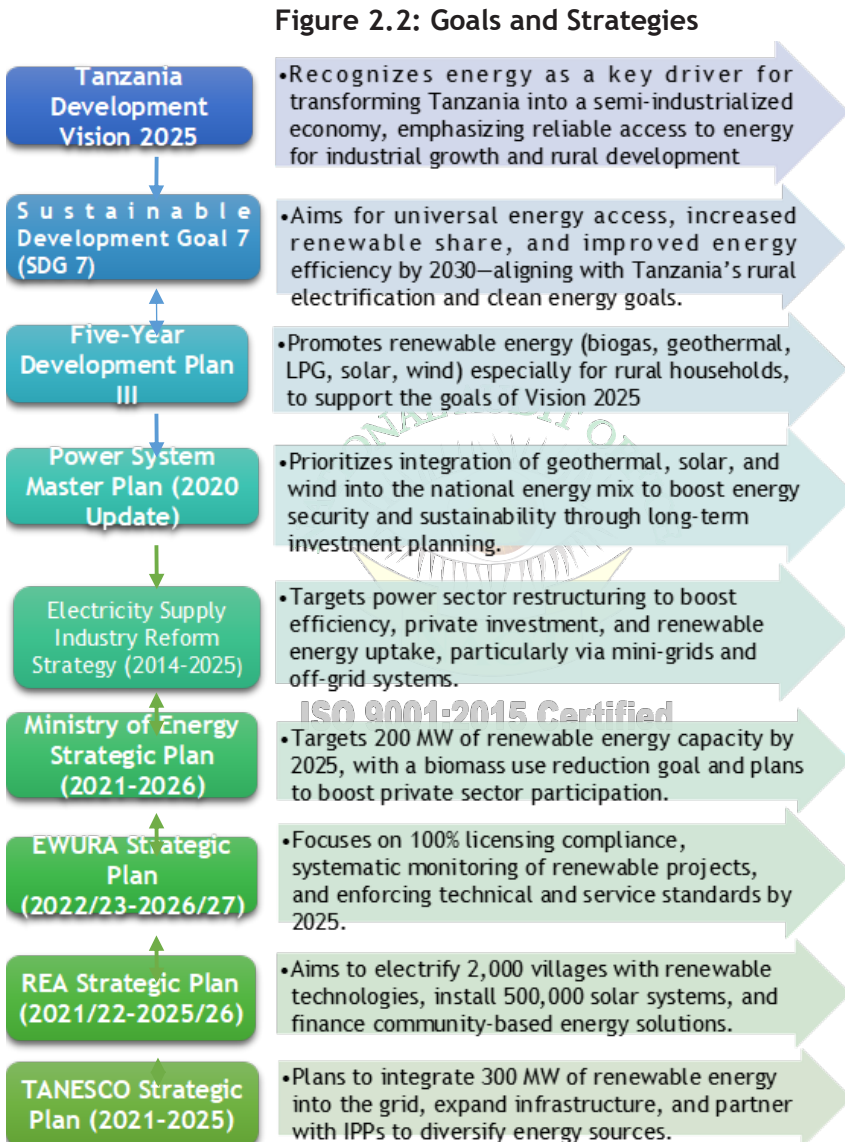 Figure 2.2: Goals and Strategies
Tanzania
Development
Vision 2025
•Recognizes energy as a key driver for
transforming Tanzania into a semi-industrialized
economy, emphasizing reliable access to energy
for industrial growth and rural development
Sustainable
Development Goal 7
(SDG 7)
•Aims for universal energy access, increased
renewable share, and improved energy
efficiency by 2030—aligning with Tanzania's rural
electrification and clean energy goals.
Five-Year
Development Plan
III
•Promotes renewable energy (biogas, geothermal,
LPG, solar, wind) especially for rural households,
to support the goals of Vision 2025
Power System
Master Plan (2020
Update)
•Prioritizes integration of geothermal, solar, and
wind into the national energy mix to boost energy
security and sustainability through long-term
investment planning.
Electricity Supply
Industry Reform
Strategy (2014-2025)
•Targets power sector restructuring to boost
efficiency, private investment, and renewable
energy uptake, particularly via mini-grids and
off-grid systems.
ISO 9001:2015 Certified
Ministry of Energy
Strategic Plan
(2021-2026)
•Targets 200 MW of renewable energy capacity by
2025, with a biomass use reduction goal and plans
to boost private sector participation.
EWURA Strategic
Plan
(2022/23-2026/27)
•Focuses on 100% licensing compliance,
systematic monitoring of renewable projects,
and enforcing technical and service standards by
2025.
REA Strategic Plan
(2021/22-2025/26)
•Aims to electrify 2,000 villages with renewable
technologies, install 500,000 solar systems, and
finance community-based energy solutions.
TANESCO Strategic
Plan (2021-2025)
•Plans to integrate 300 MW of renewable energy
into the grid, expand infrastructure, and partner
with IPPs to diversify energy sources.